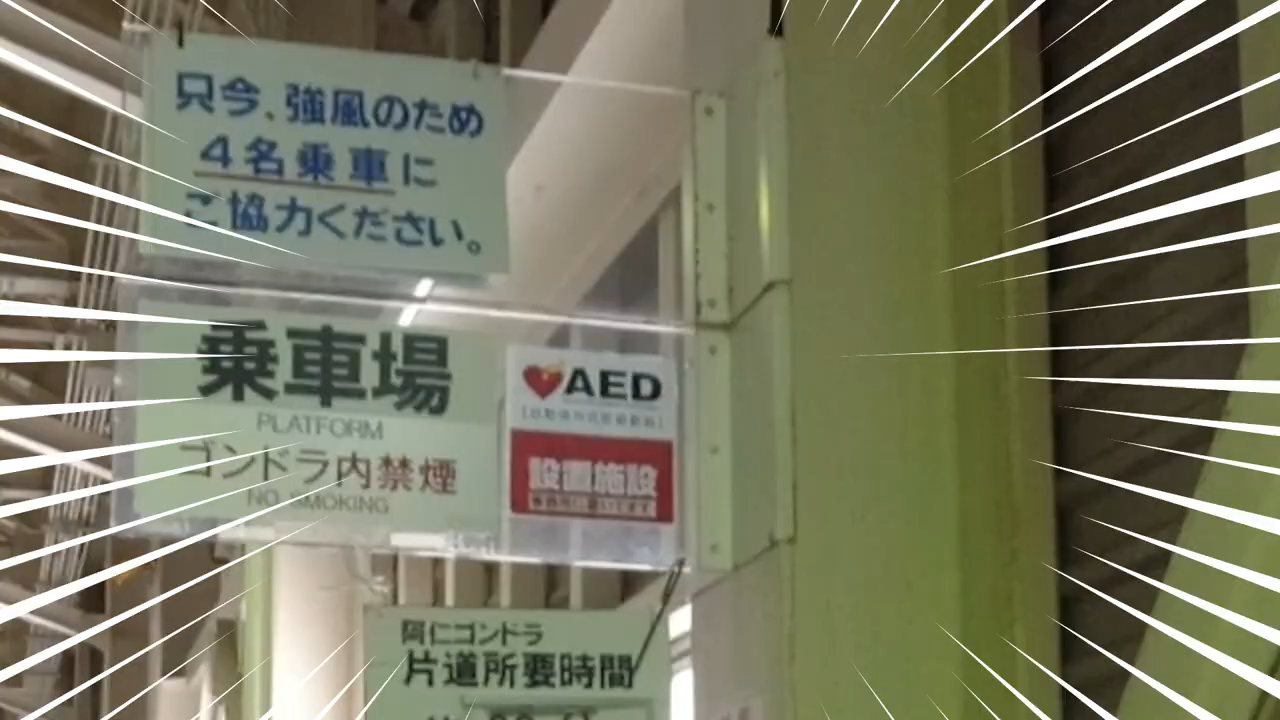 只今、強風のため
4名乗車に
ご協力ください。
乗車場
PLATFORM
ゴンドラ内禁煙
NO SMOKING
AED
設置施設
阿仁ゴンドラ
片道所要時間